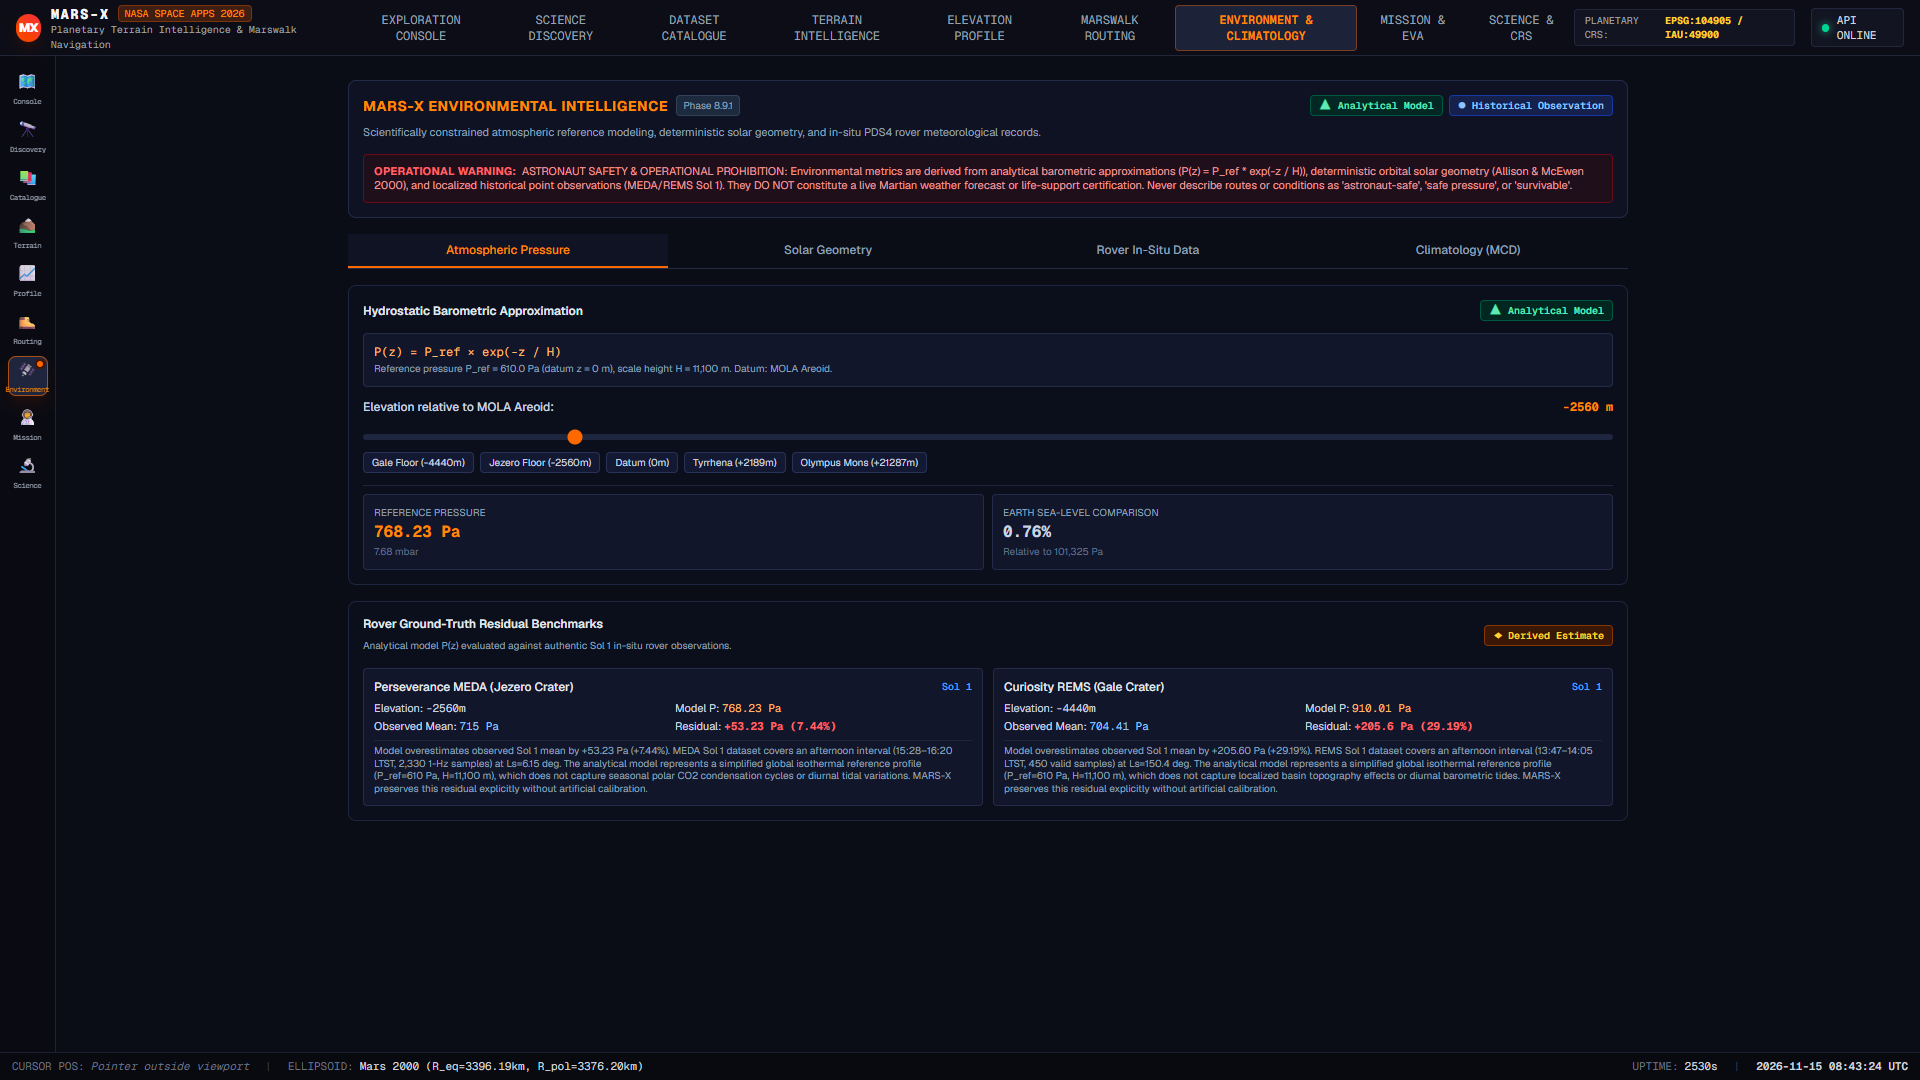 MX
MARS-X
NASA SPACE APPS 2026
Planetary Terrain Intelligence & Marswalk
Navigation
EXPLORATION
CONSOLE
SCIENCE
DISCOVERY
DATASET
CATALOGUE
TERRAIN
INTELLIGENCE
ELEVATION
PROFILE
MARSWALK
ROUTING
ENVIRONMENT &
CLIMATOLOGY
MISSION &
EVA
SCIENCE &
CRS
PLANETARY
CRS:
EPSG:104905 /
IAU:49900
API
ONLINE
Console
Discovery
Catalogue
Terrain
Profile
Routing
Environment
Mission
Science
MARS-X ENVIRONMENTAL INTELLIGENCE
Phase 8.9.1
Analytical Model
Historical Observation
Scientifically constrained atmospheric reference modeling, deterministic solar geometry, and in-situ PDS4 rover meteorological records.
OPERATIONAL WARNING: ASTRONAUT SAFETY & OPERATIONAL PROHIBITION: Environmental metrics are derived from analytical barometric approximations (P(z) = P_ref * exp(-z / H)), deterministic orbital solar geometry (Allison & McEwen
2000), and localized historical point observations (MEDA/REMS Sol 1). They DO NOT constitute a live Martian weather forecast or life-support certification. Never describe routes or conditions as 'astronaut-safe', 'safe pressure', or 'survivable'.
Atmospheric Pressure
Solar Geometry
Rover In-Situ Data
Climatology (MCD)
Hydrostatic Barometric Approximation
Analytical Model
P(z) = P_ref × exp(-z / H)
Reference pressure P_ref = 610.0 Pa (datum z = 0 m), scale height H = 11,100 m. Datum: MOLA Areoid.
Elevation relative to MOLA Areoid:
-2560 m
Gale Floor (-4440m)
Jezero Floor (-2560m)
Datum (0m)
Tyrrhena (+2189m)
Olympus Mons (+21287m)
REFERENCE PRESSURE
768.23 Pa
7.68 mbar
EARTH SEA-LEVEL COMPARISON
0.76%
Relative to 101,325 Pa
Rover Ground-Truth Residual Benchmarks
Analytical model P(z) evaluated against authentic Sol 1 in-situ rover observations.
Derived Estimate
Perseverance MEDA (Jezero Crater)
Sol 1
Elevation: -2560m
Model P: 768.23 Pa
Observed Mean: 715 Pa
Residual: +53.23 Pa (7.44%)
Model overestimates observed Sol 1 mean by +53.23 Pa (+7.44%). MEDA Sol 1 dataset covers an afternoon interval (15:28–16:20
LTST, 2,330 1-Hz samples) at Ls=6.15 deg. The analytical model represents a simplified global isothermal reference profile
(P_ref=610 Pa, H=11,100 m), which does not capture seasonal polar CO2 condensation cycles or diurnal tidal variations. MARS-X
preserves this residual explicitly without artificial calibration.
Curiosity REMS (Gale Crater)
Sol 1
Elevation: -4440m
Model P: 910.01 Pa
Observed Mean: 704.41 Pa
Residual: +205.6 Pa (29.19%)
Model overestimates observed Sol 1 mean by +205.60 Pa (+29.19%). REMS Sol 1 dataset covers an afternoon interval (13:47–14:05
LTST, 450 valid samples) at Ls=150.4 deg. The analytical model represents a simplified global isothermal reference profile
(P_ref=610 Pa, H=11,100 m), which does not capture localized basin topography effects or diurnal barometric tides. MARS-X
preserves this residual explicitly without artificial calibration.
CURSOR POS: Pointer outside viewport
|
ELLIPSOID: Mars 2000 (R_eq=3396.19km, R_pol=3376.20km)
UPTIME: 2530s
|
2026-11-15 08:43:24 UTC